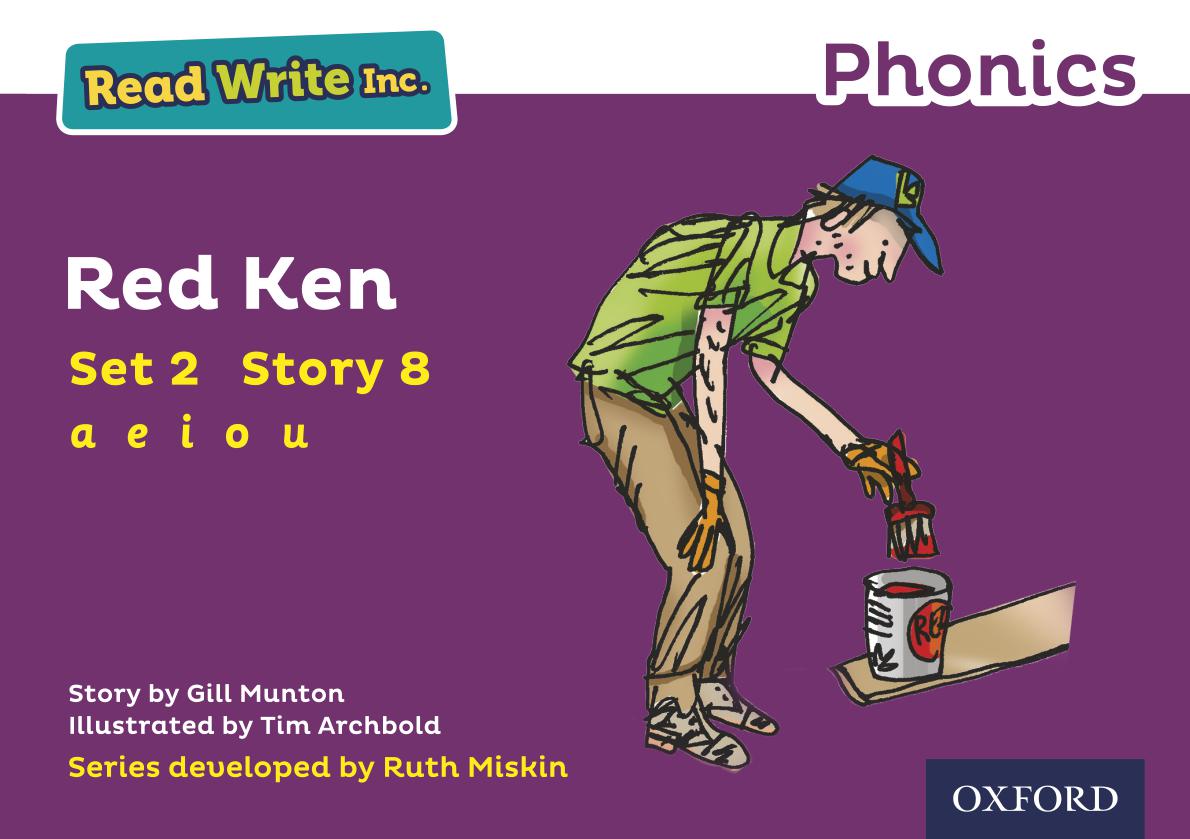 Read Write Inc.
Phonics
Red Ken
Set 2 Story 8
a e i o u
RE
Story by Gill Munton
Illustrated by Tim Archbold
Series developed by Ruth Miskin
OXFORD